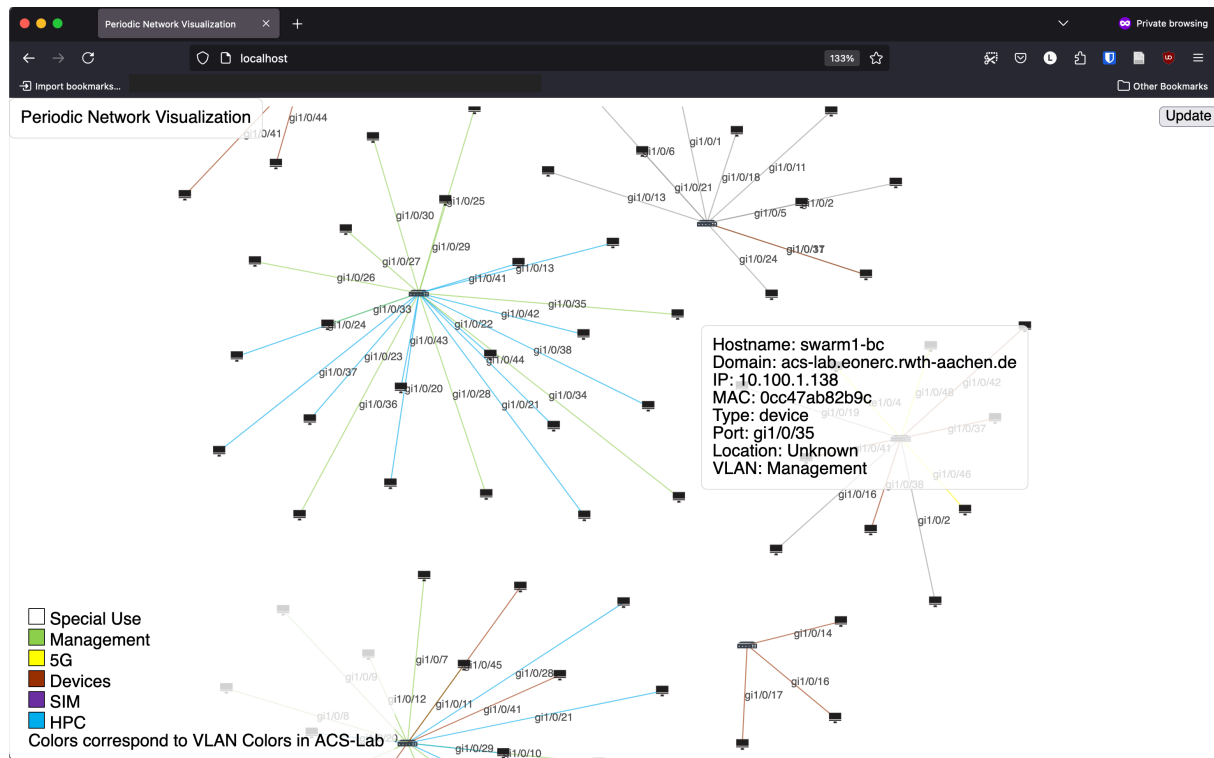 Periodic Network Visualization
Private browsing
localhost
133%
Import bookmarks...
Other Bookmarks
Periodic Network Visualization
Update
gi1/0/44
gi1/0/41
gi1/0/1
gi1/0/6
gi1/0/11
gi1/0/18
gi1/0/21
gi1/0/13
gi1/0/25
gi1/0/2
gi1/0/30
gi1/0/5
gi1/0/29
gi1/0/24
gi1/0/27
gi1/0/13
gi1/0/26
gi1/0/41
gi1/0/35
gi1/0/33
gi1/0/42
gi1/0/24
gi1/0/22
gi1/0/43
gi1/0/38
gi1/0/23
gi1/0/44
gi1/0/37
gi1/0/20
gi1/0/28
gi1/0/34
gi1/0/36
gi1/0/21
Hostname: swarm1-bc
Domain: acs-lab.eonerc.rwth-aachen.de
IP: 10.100.1.138
MAC: 0cc47ab82b9c
Type: device
Port: gi1/0/35
Location: Unknown
VLAN: Management
gi1/0/42
gi1/0/48
gi1/0/19
gi1/0/37
gi1/0/41
gi1/0/46
gi1/0/38
gi1/0/16
gi1/0/2
gi1/0/14
gi1/0/16
gi1/0/17
gi1/0/7
gi1/0/45
gi1/0/28
gi1/0/9
gi1/0/12
gi1/0/11
gi1/0/41
gi1/0/21
gi1/0/8
gi1/0/29
gi1/0/10
Special Use
Management
5G
Devices
SIM
HPC
Colors correspond to VLAN Colors in ACS-Lab